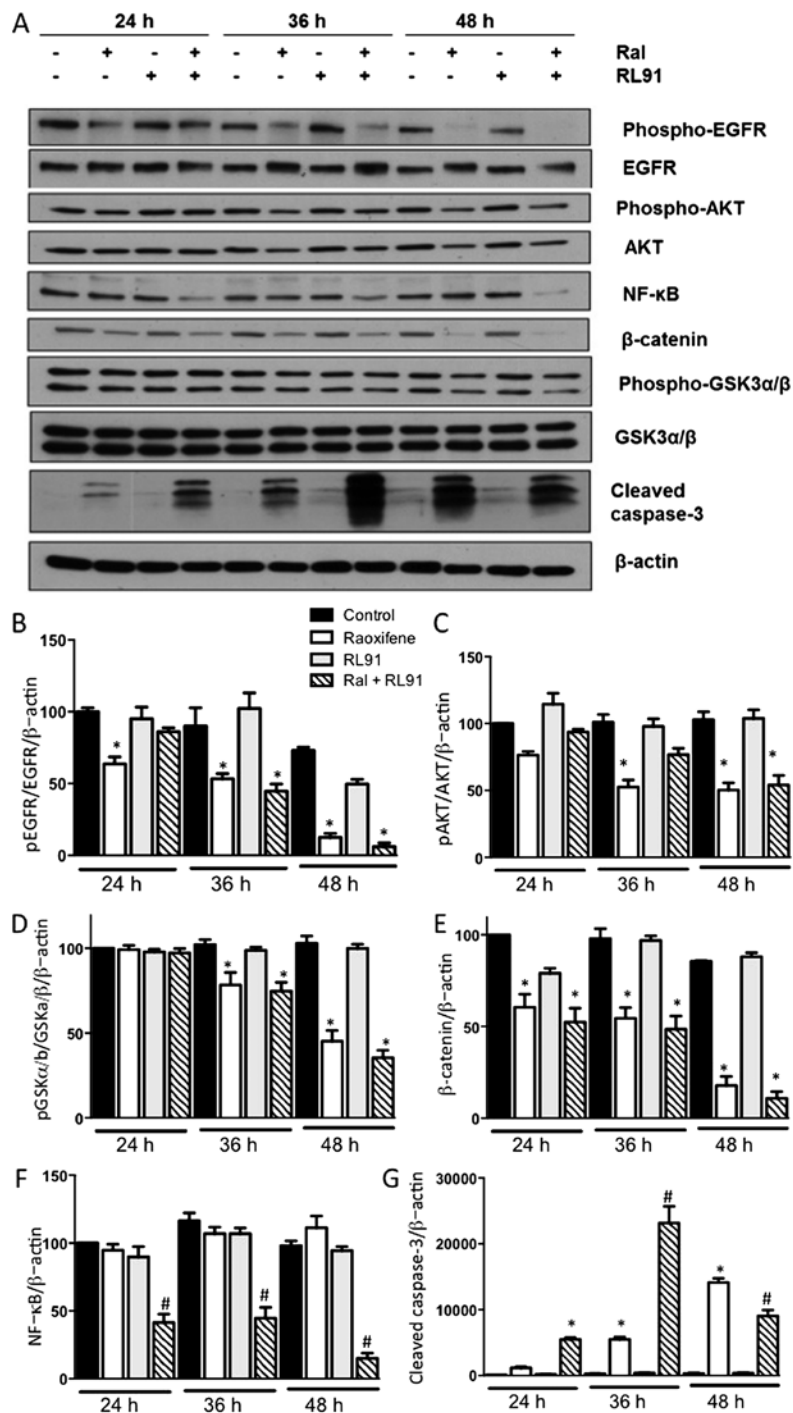 A
24 h 36 h 48 h
- + - + - + - + - + - + Ral
- - + + - - + + - - + + RL91
Phospho-EGFR
EGFR
Phospho-AKT
AKT
NF-κB
β-catenin
Phospho-GSK3α/β
GSK3α/β
Cleaved
caspase-3
β-actin
B
pEGFR/EGFR/β-actin
150
100
50
0
* * * * *
24 h 36 h 48 h
Control
Raoxifene
RL91
Ral + RL91
C
pAKT/AKT/β-actin
150
100
50
0
* * *
24 h 36 h 48 h
D
pGSKα/b/GSKa/β/β-actin
100
50
0
* * * *
24 h 36 h 48 h
E
β-catenin/β-actin
100
50
0
* * * * * *
24 h 36 h 48 h
F
NF-κB/β-actin
150
100
50
0
# # #
24 h 36 h 48 h
G
Cleaved caspase-3/β-actin
30000
20000
10000
0
* * # * #
24 h 36 h 48 h